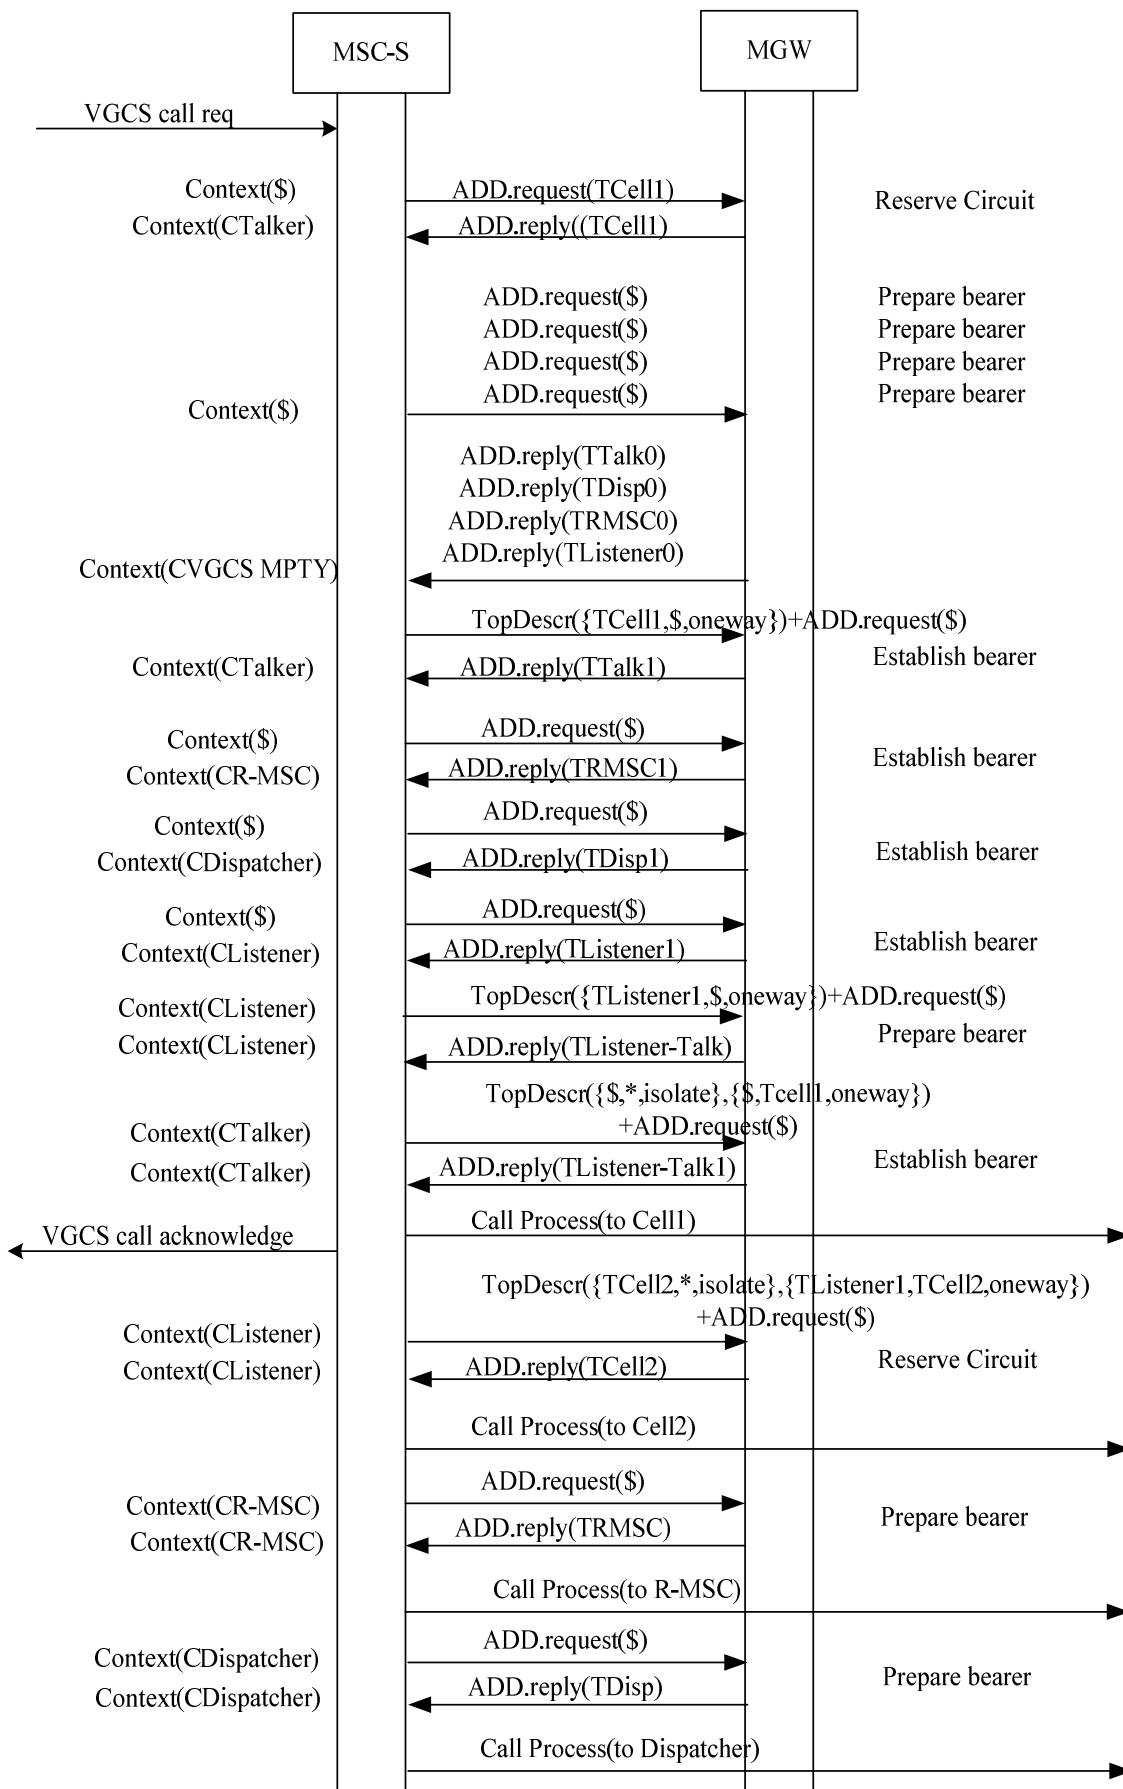 MSC-S
MGW
VGCS call req
Context($)
ADD.request(TCell1)
Reserve Circuit
Context(CTalker)
ADD.reply((TCell1)
ADD.request($)
Prepare bearer
ADD.request($)
Prepare bearer
ADD.request($)
Prepare bearer
ADD.request($)
Prepare bearer
Context($)
ADD.reply(TTalk0)
ADD.reply(TDisp0)
ADD.reply(TRMSC0)
ADD.reply(TListener0)
Context(CVGCS MPTY)
TopDescr({TCell1,$,oneway})+ADD.request($)
Establish bearer
Context(CTalker)
ADD.reply(TTalk1)
ADD.request($)
Context($)
Establish bearer
Context(CR-MSC)
ADD.reply(TRMSC1)
ADD.request($)
Context($)
Establish bearer
Context(CDispatcher)
ADD.reply(TDisp1)
ADD.request($)
Context($)
Establish bearer
Context(CListener)
ADD.reply(TListener1)
TopDescr({TListener1,$,oneway})+ADD.request($)
Context(CListener)
Prepare bearer
Context(CListener)
ADD.reply(TListener-Talk)
TopDescr({$,*,isolate},{$,Tcell1,oneway})
+ADD.request($)
Context(CTalker)
Establish bearer
Context(CTalker)
ADD.reply(TListener-Talk1)
Call Process(to Cell1)
VGCS call acknowledge
TopDescr({TCell2,*,isolate},{TListener1,TCell2,oneway})
+ADD.request($)
Context(CListener)
Reserve Circuit
Context(CListener)
ADD.reply(TCell2)
Call Process(to Cell2)
ADD.request($)
Context(CR-MSC)
Prepare bearer
Context(CR-MSC)
ADD.reply(TRMSC)
Call Process(to R-MSC)
ADD.request($)
Context(CDispatcher)
Prepare bearer
Context(CDispatcher)
ADD.reply(TDisp)
Call Process(to Dispatcher)